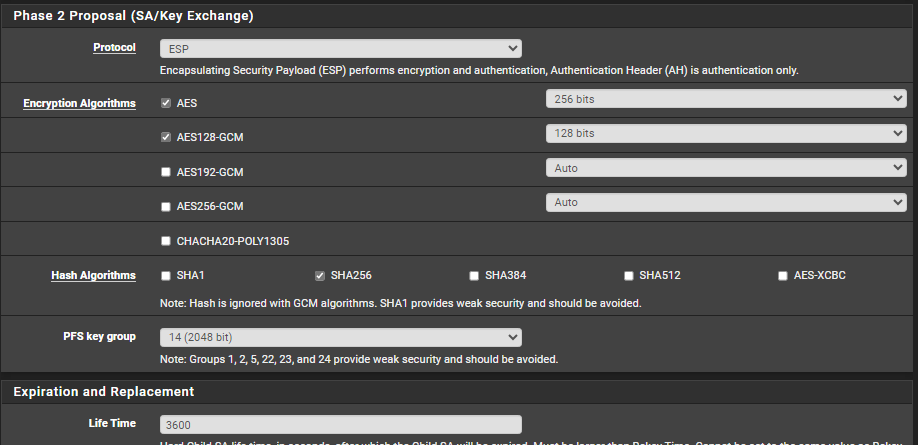 Phase 2 Proposal (SA/Key Exchange)
Protocol ESP
Encapsulating Security Payload (ESP) performs encryption and authentication, Authentication Header (AH) is authentication only.
Encryption Algorithms AES 256 bits
AES128-GCM 128 bits
AES192-GCM Auto
AES256-GCM Auto
CHACHA20-POLY1305
Hash Algorithms SHA1 SHA256 SHA384 SHA512 AES-XCBC
Note: Hash is ignored with GCM algorithms. SHA1 provides weak security and should be avoided.
PFS key group 14 (2048 bit)
Note: Groups 1, 2, 5, 22, 23, and 24 provide weak security and should be avoided.
Expiration and Replacement
Life Time 3600
Hard Child SA life time, in seconds, after which the Child SA will be expired. Must be larger than Rekey Time. Cannot be set to the same value as Rekey